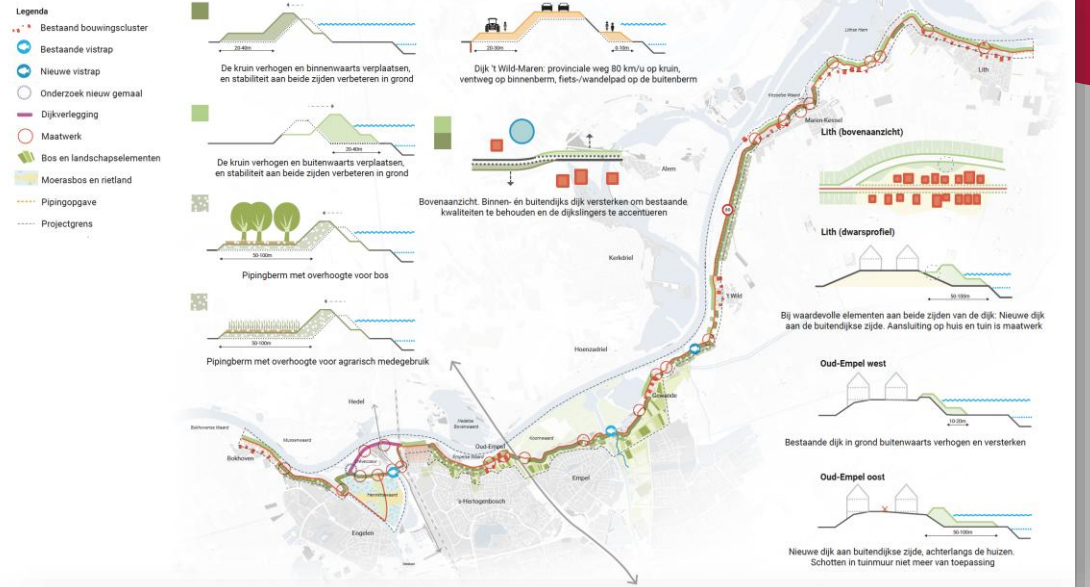 Legenda
Bestaand bouwingscluster
Bestaande vistrap
Nieuwe vistrap
Onderzoek nieuw gemaal
Dijkverlegging
Maatwerk
Bos en landschapselementen
Moerasbos en rietland
Pipingopgave
Projectgrens
20-40m
De kruin verhogen en binnenwaarts verplaatsen,
en stabiliteit aan beide zijden verbeteren in grond
20-40m
De kruin verhogen en buitenwaarts verplaatsen,
en stabiliteit aan beide zijden verbeteren in grond
50-100m
Pipingberm met overhoogte voor bos
50-100m
Pipingberm met overhoogte voor agrarisch medegebruik
20-30m
Dijk 't Wild-Maren: provinciale weg 80 km/u op kruin,
ventweg op binnenberm, fiets-/wandelpad op de buitenberm
Bovenaanzicht. Binnen- én buitendijks dijk versterken om bestaande
kwaliteiten te behouden en de dijkslingers te accentueren
Lith
Maren-Kessel
Alem
Kerkdriel
't Wild
Hoenzadriel
Gewande
Hedel
Oud-Empel
Empel
Bokhoven
's-Hertogenbosch
Engelen
Lith (bovenaanzicht)
Lith (dwarsprofiel)
50-100m
Bij waardevolle elementen aan beide zijden van de dijk: Nieuwe dijk
aan de buitendijkse zijde. Aansluiting op huis en tuin is maatwerk
Oud-Empel west
10-20m
Bestaande dijk in grond buitenwaarts verhogen en versterken
Oud-Empel oost
50-100m
Nieuwe dijk aan buitendijkse zijde, achterlangs de huizen.
Schotten in tuinmuur niet meer van toepassing